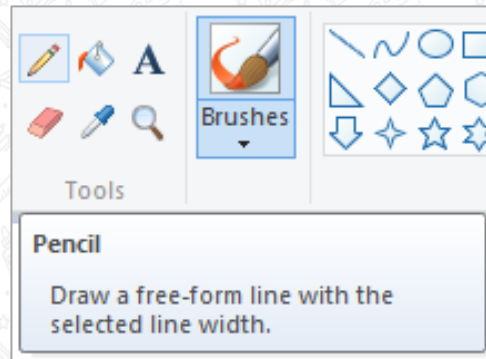 A
Brushes
Tools
Pencil
Draw a free-form line with the
selected line width.